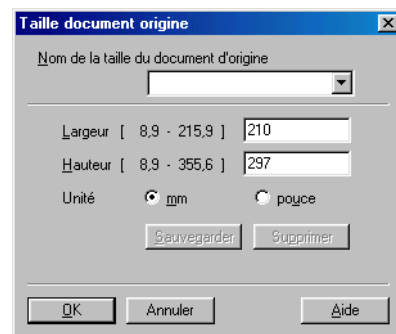 Taille document origine
Nom de la taille du document d'origine
Largeur [ 8,9 - 215,9 ] 210
Hauteur [ 8,9 - 355,6 ] 297
Unité mm pouce
Sauvegarder Supprimer
OK Annuler Aide